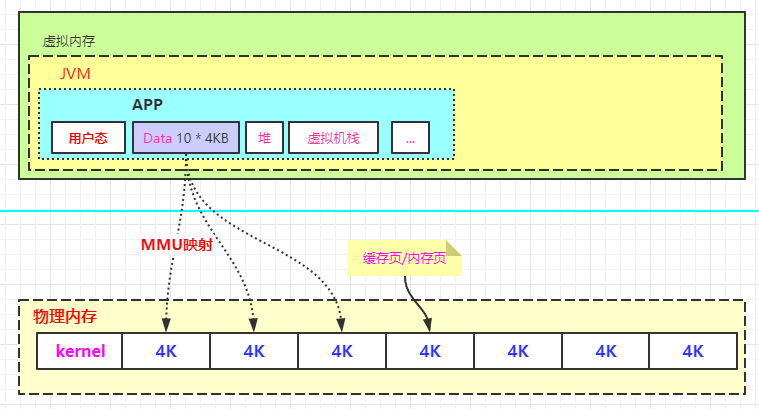 虚拟内存
JVM
APP
用户态
Data 10 * 4KB
堆
虚拟机栈
...
MMU映射
缓存页/内存页
物理内存
kernel
4K
4K
4K
4K
4K
4K
4K